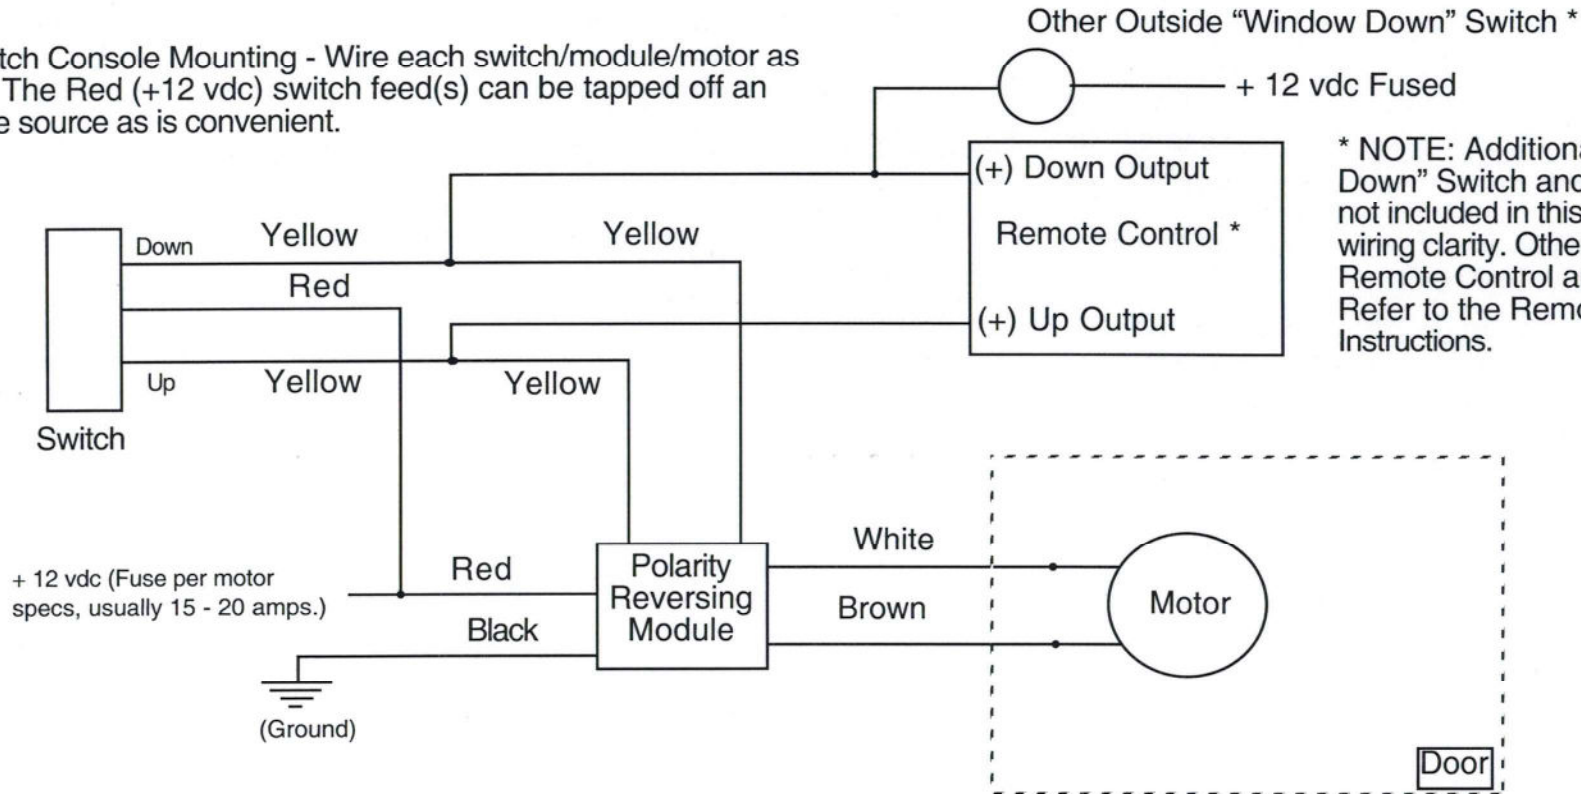 Other Outside “Window Down” Switch *
tch Console Mounting - Wire each switch/module/motor as
The Red (+12 vdc) switch feed(s) can be tapped off an
e source as is convenient.
+ 12 vdc Fused
(+) Down Output
Remote Control *
(+) Up Output
* NOTE: Additiona
Down” Switch and
not included in this
wiring clarity. Othe
Remote Control a
Refer to the Remo
Instructions.
Down
Yellow
Yellow
Red
Up
Yellow
Yellow
Switch
+ 12 vdc (Fuse per motor
specs, usually 15 - 20 amps.)
Red
Black
(Ground)
Polarity
Reversing
Module
White
Brown
Motor
Door